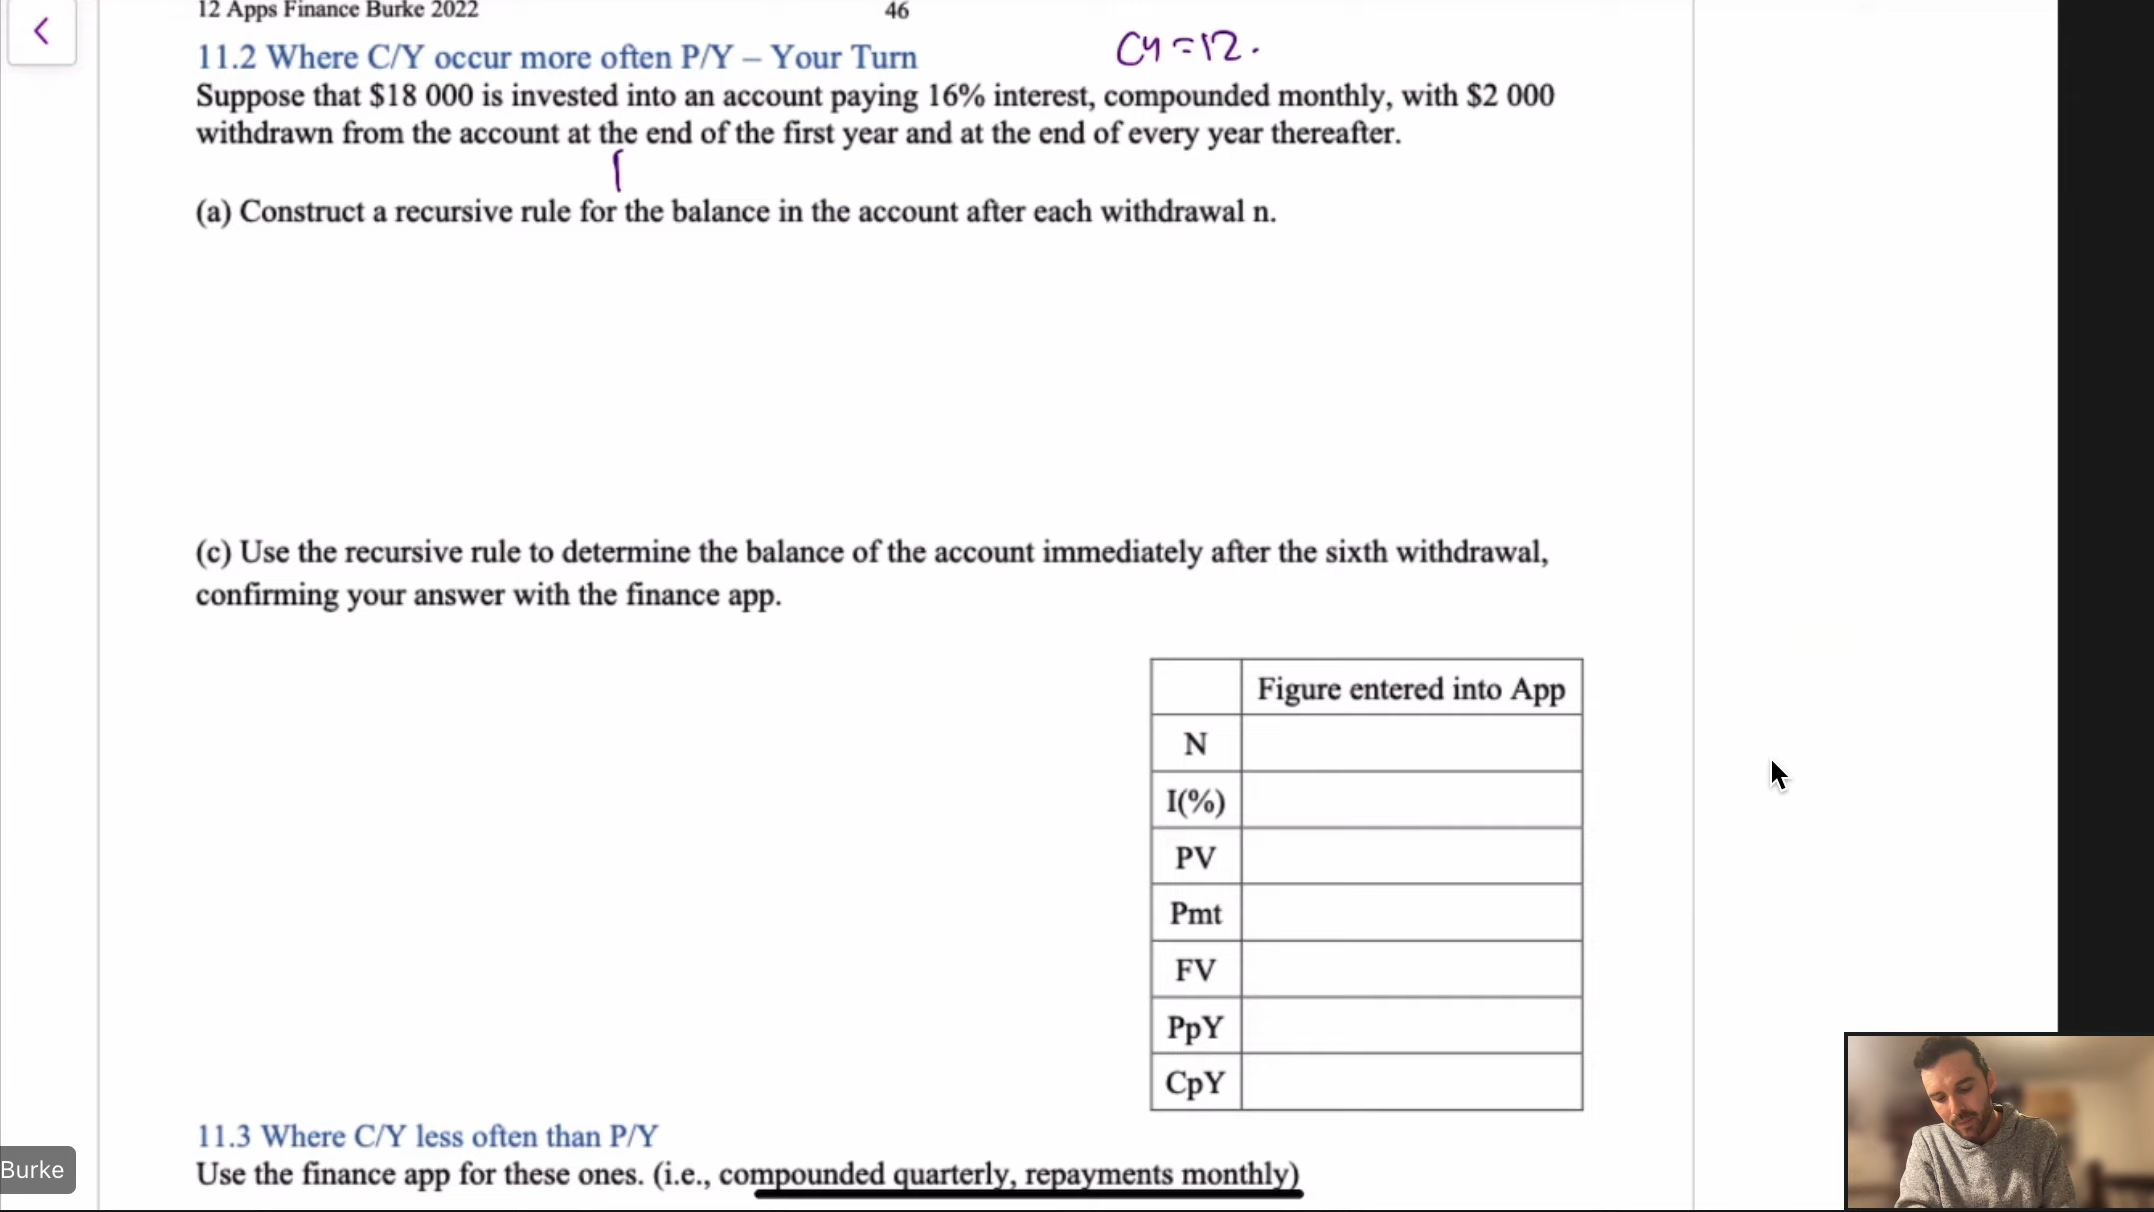 12 Apps Finance Burke 2022 46
11.2 Where C/Y occur more often P/Y – Your Turn
CY = 12.
Suppose that $18 000 is invested into an account paying 16% interest, compounded monthly, with $2 000
withdrawn from the account at the end of the first year and at the end of every year thereafter.
(a) Construct a recursive rule for the balance in the account after each withdrawal n.
(c) Use the recursive rule to determine the balance of the account immediately after the sixth withdrawal,
confirming your answer with the finance app.
Figure entered into App
N
I(%)
PV
Pmt
FV
PpY
CpY
11.3 Where C/Y less often than P/Y
Use the finance app for these ones. (i.e., compounded quarterly, repayments monthly)
Burke